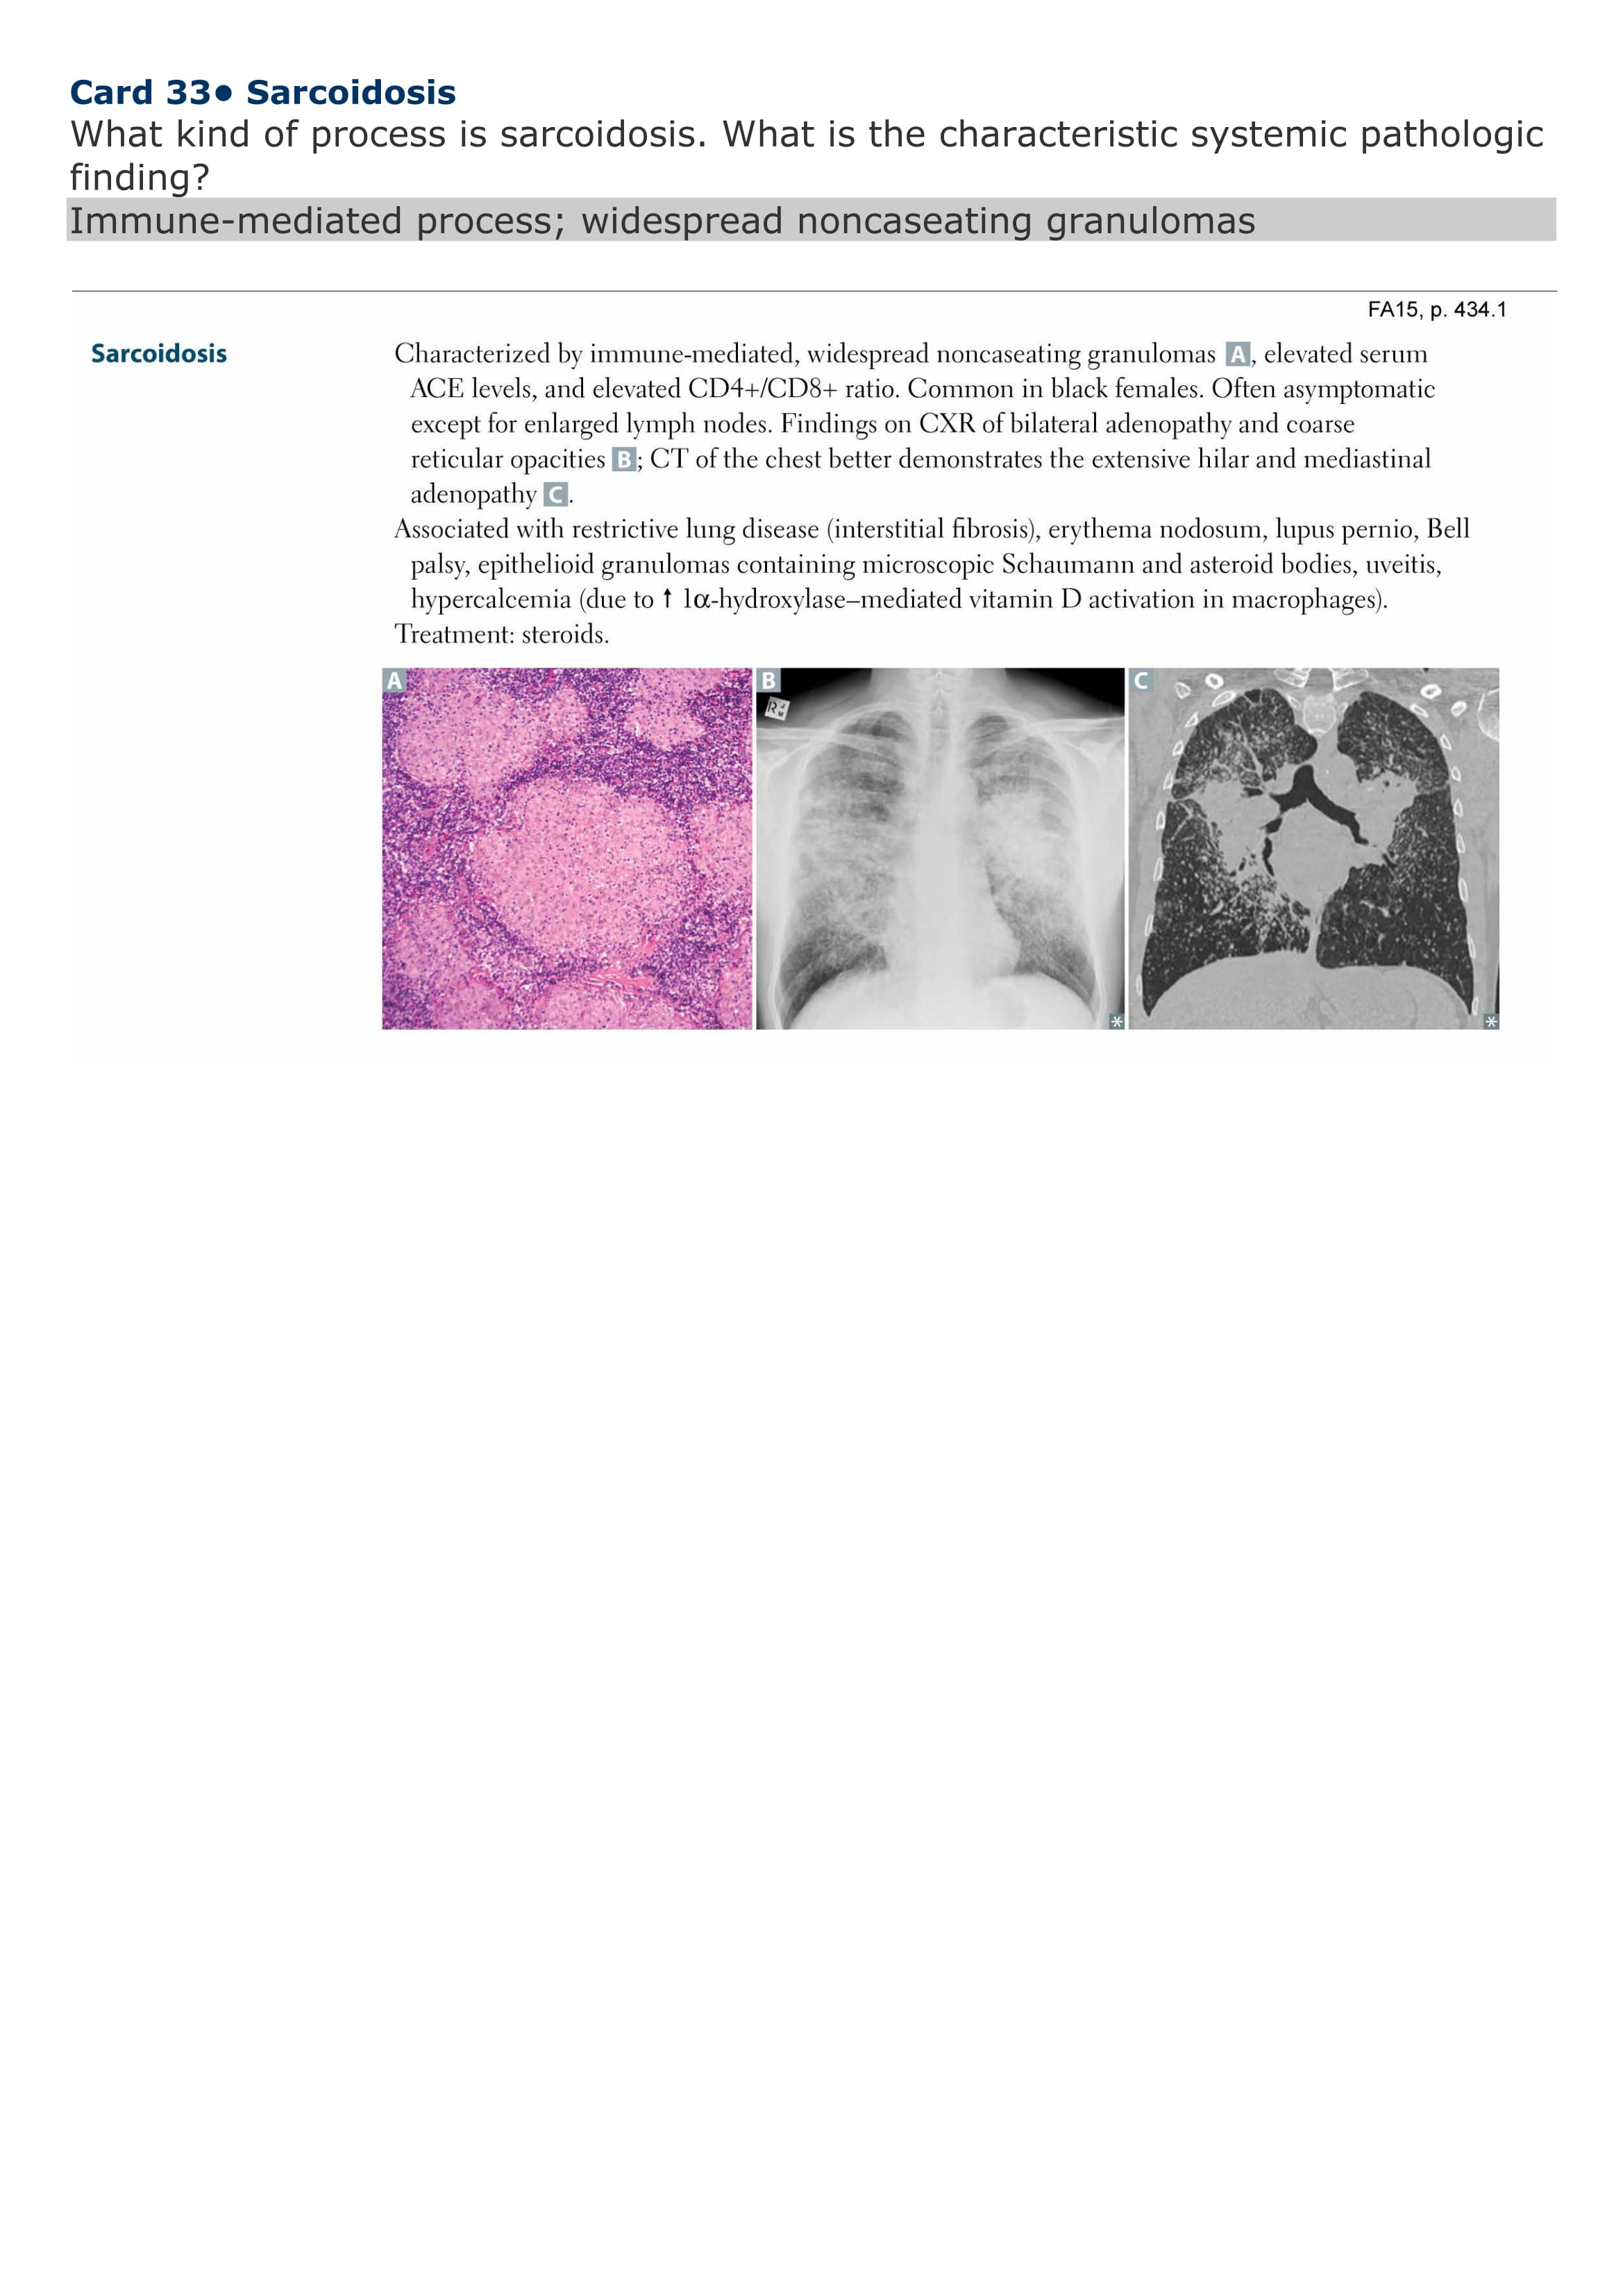 Card 33● Sarcoidosis
What kind of process is sarcoidosis. What is the characteristic systemic pathologic
finding?
Immune-mediated process; widespread noncaseating granulomas
FA15, p. 434.1
Sarcoidosis
Characterized by immune-mediated, widespread noncaseating granulomas A, elevated serum
ACE levels, and elevated CD4+/CD8+ ratio. Common in black females. Often asymptomatic
except for enlarged lymph nodes. Findings on CXR of bilateral adenopathy and coarse
reticular opacities B; CT of the chest better demonstrates the extensive hilar and mediastinal
adenopathy C.
Associated with restrictive lung disease (interstitial fibrosis), erythema nodosum, lupus pernio, Bell
palsy, epithelioid granulomas containing microscopic Schaumann and asteroid bodies, uveitis,
hypercalcemia (due to ↑ 1α-hydroxylase–mediated vitamin D activation in macrophages).
Treatment: steroids.
A
B
C
R
*
*